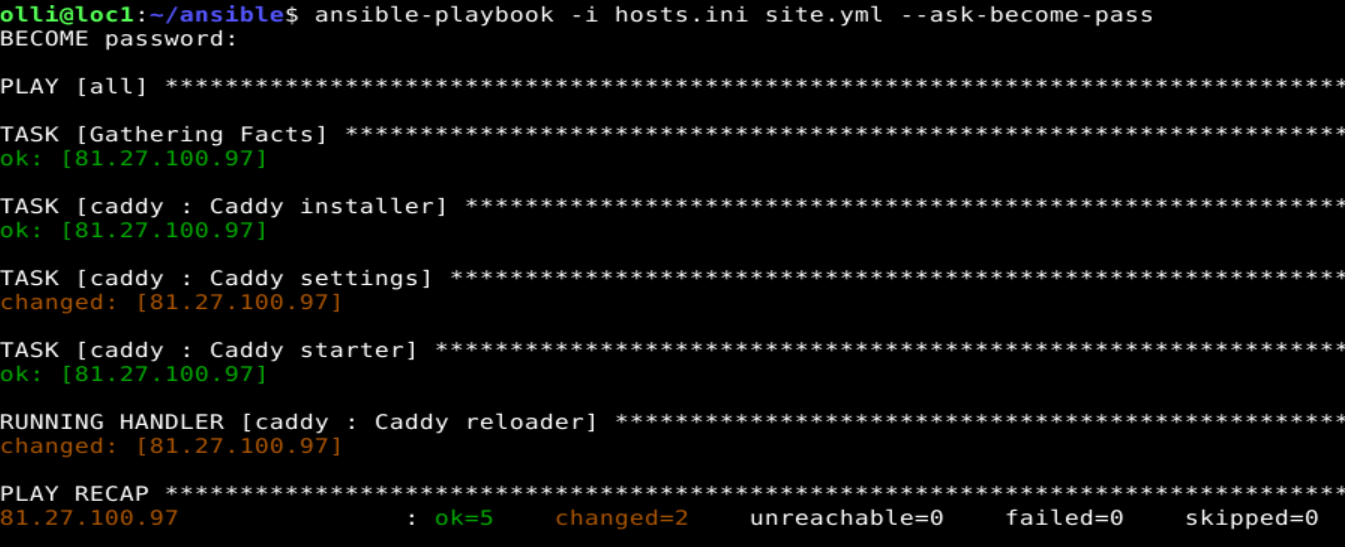 olli@loc1:~/ansible$ ansible-playbook -i hosts.ini site.yml --ask-become-pass
BECOME password:
PLAY [all] ******************************************************************************
TASK [Gathering Facts] ******************************************************************
ok: [81.27.100.97]
TASK [caddy : Caddy installer] **********************************************************
ok: [81.27.100.97]
TASK [caddy : Caddy settings] ***********************************************************
changed: [81.27.100.97]
TASK [caddy : Caddy starter] ************************************************************
ok: [81.27.100.97]
RUNNING HANDLER [caddy : Caddy reloader] ************************************************
changed: [81.27.100.97]
PLAY RECAP ******************************************************************************
81.27.100.97 : ok=5 changed=2 unreachable=0 failed=0 skipped=0